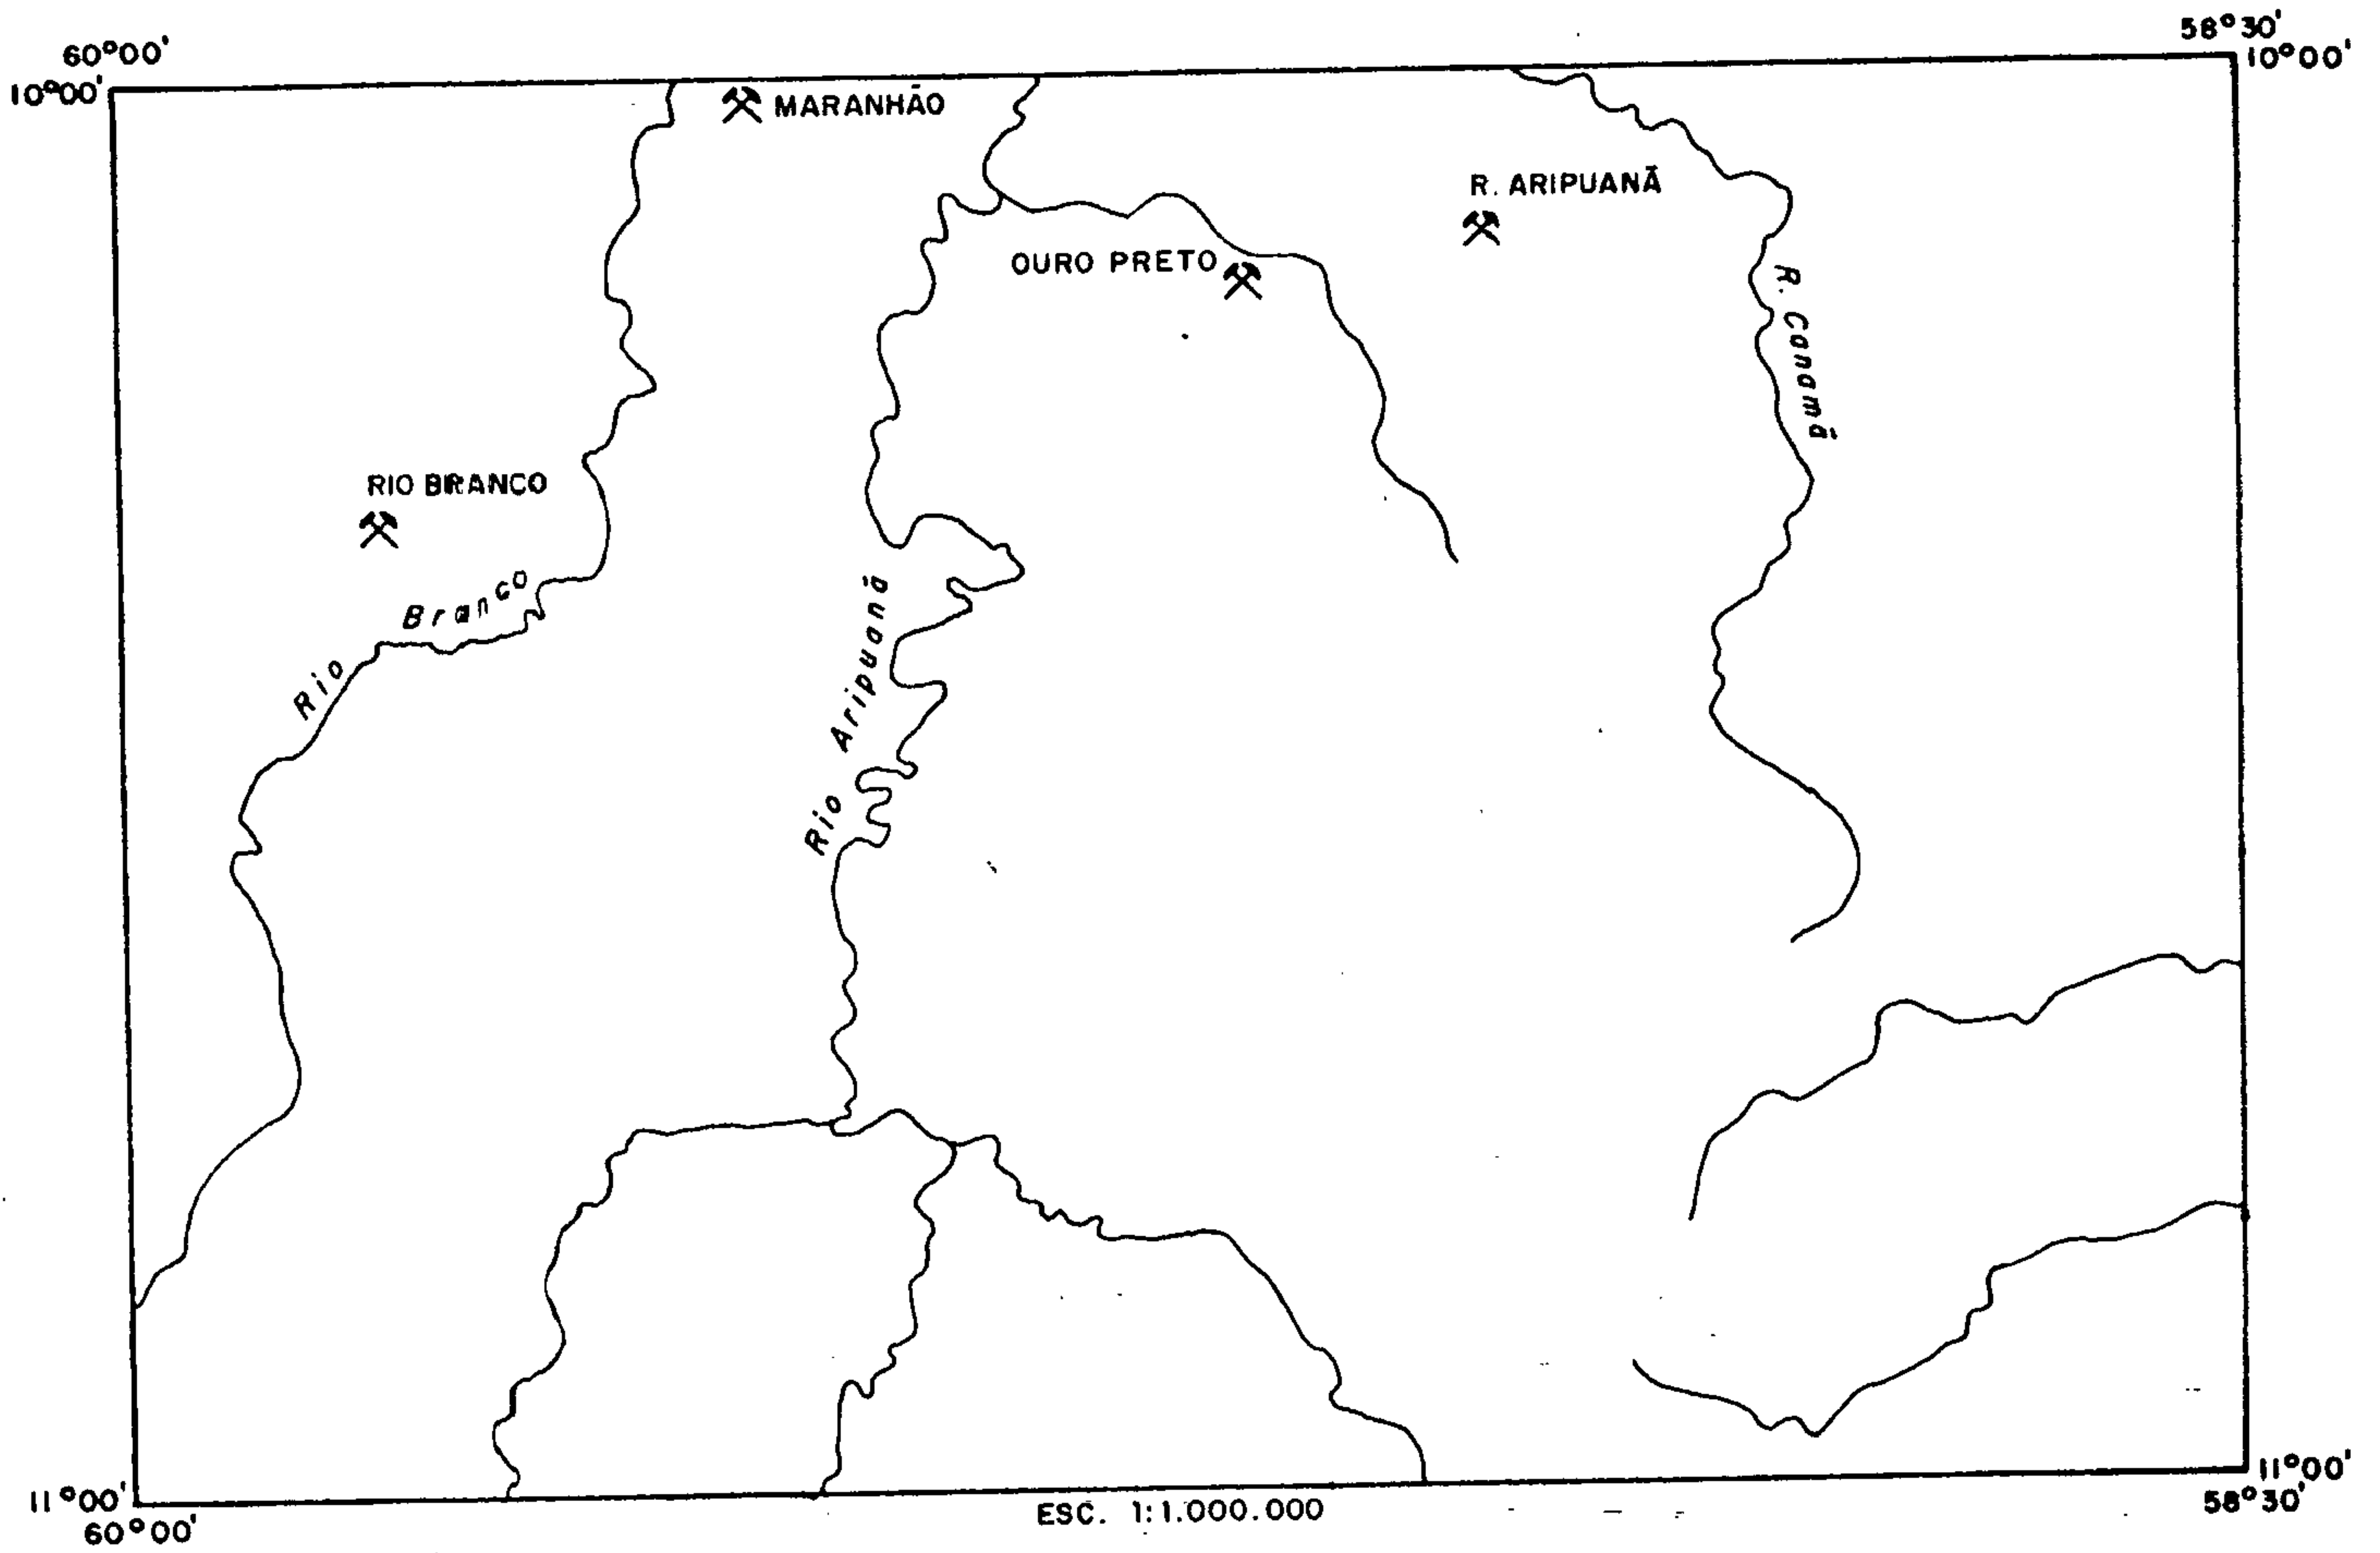 60°00'
58°30'
10°00'
10°00'
MARANHÃO
R. ARIPUANÃ
OURO PRETO
R. Canamã
RIO BRANCO
Rio Branco
Rio Aripuanã
11°00'
11°00'
60°00'
58°30'
ESC. 1:1.000.000